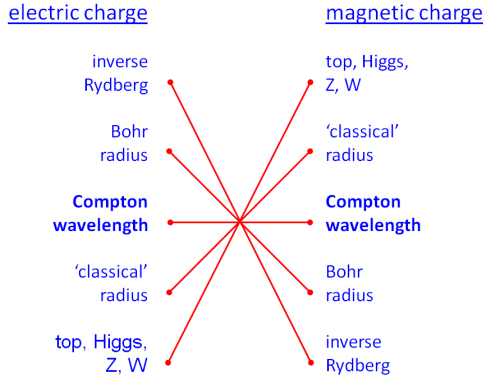 electric charge
magnetic charge
inverse
Rydberg
top, Higgs,
Z, W
Bohr
radius
‘classical’
radius
Compton
wavelength
Compton
wavelength
‘classical’
radius
Bohr
radius
top, Higgs,
Z, W
inverse
Rydberg